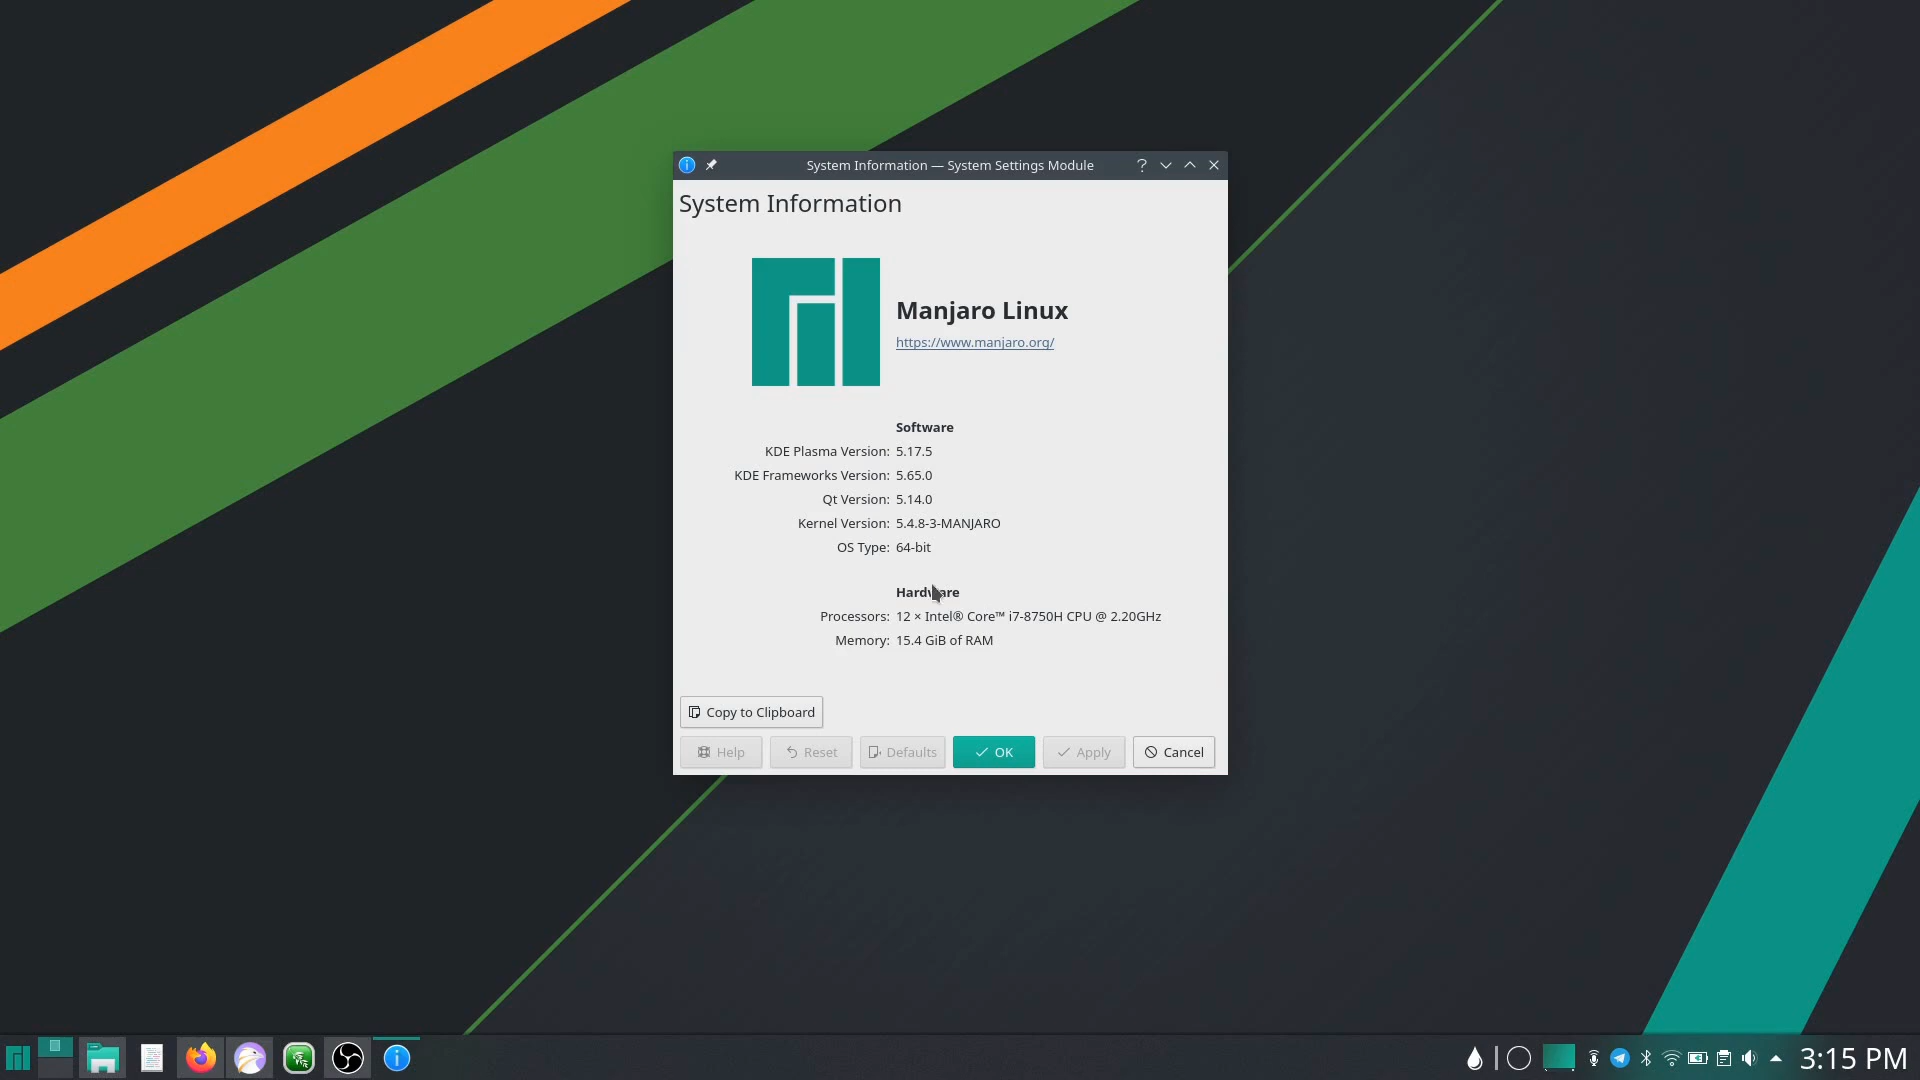 System Information — System Settings Module
System Information
Manjaro Linux
https://www.manjaro.org/
Software
KDE Plasma Version: 5.17.5
KDE Frameworks Version: 5.65.0
Qt Version: 5.14.0
Kernel Version: 5.4.8-3-MANJARO
OS Type: 64-bit
Hardware
Processors: 12 × Intel® Core™ i7-8750H CPU @ 2.20GHz
Memory: 15.4 GiB of RAM
Copy to Clipboard
Help Reset Defaults OK Apply Cancel
3:15 PM